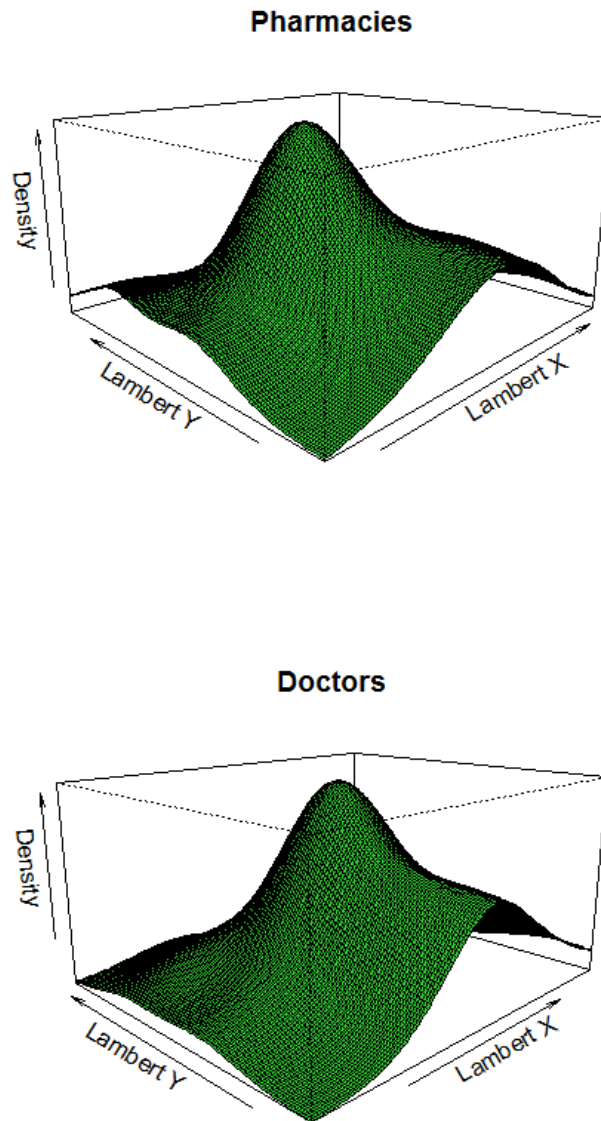 Pharmacies
Density
Lambert Y
Lambert X
Doctors
Density
Lambert Y
Lambert X